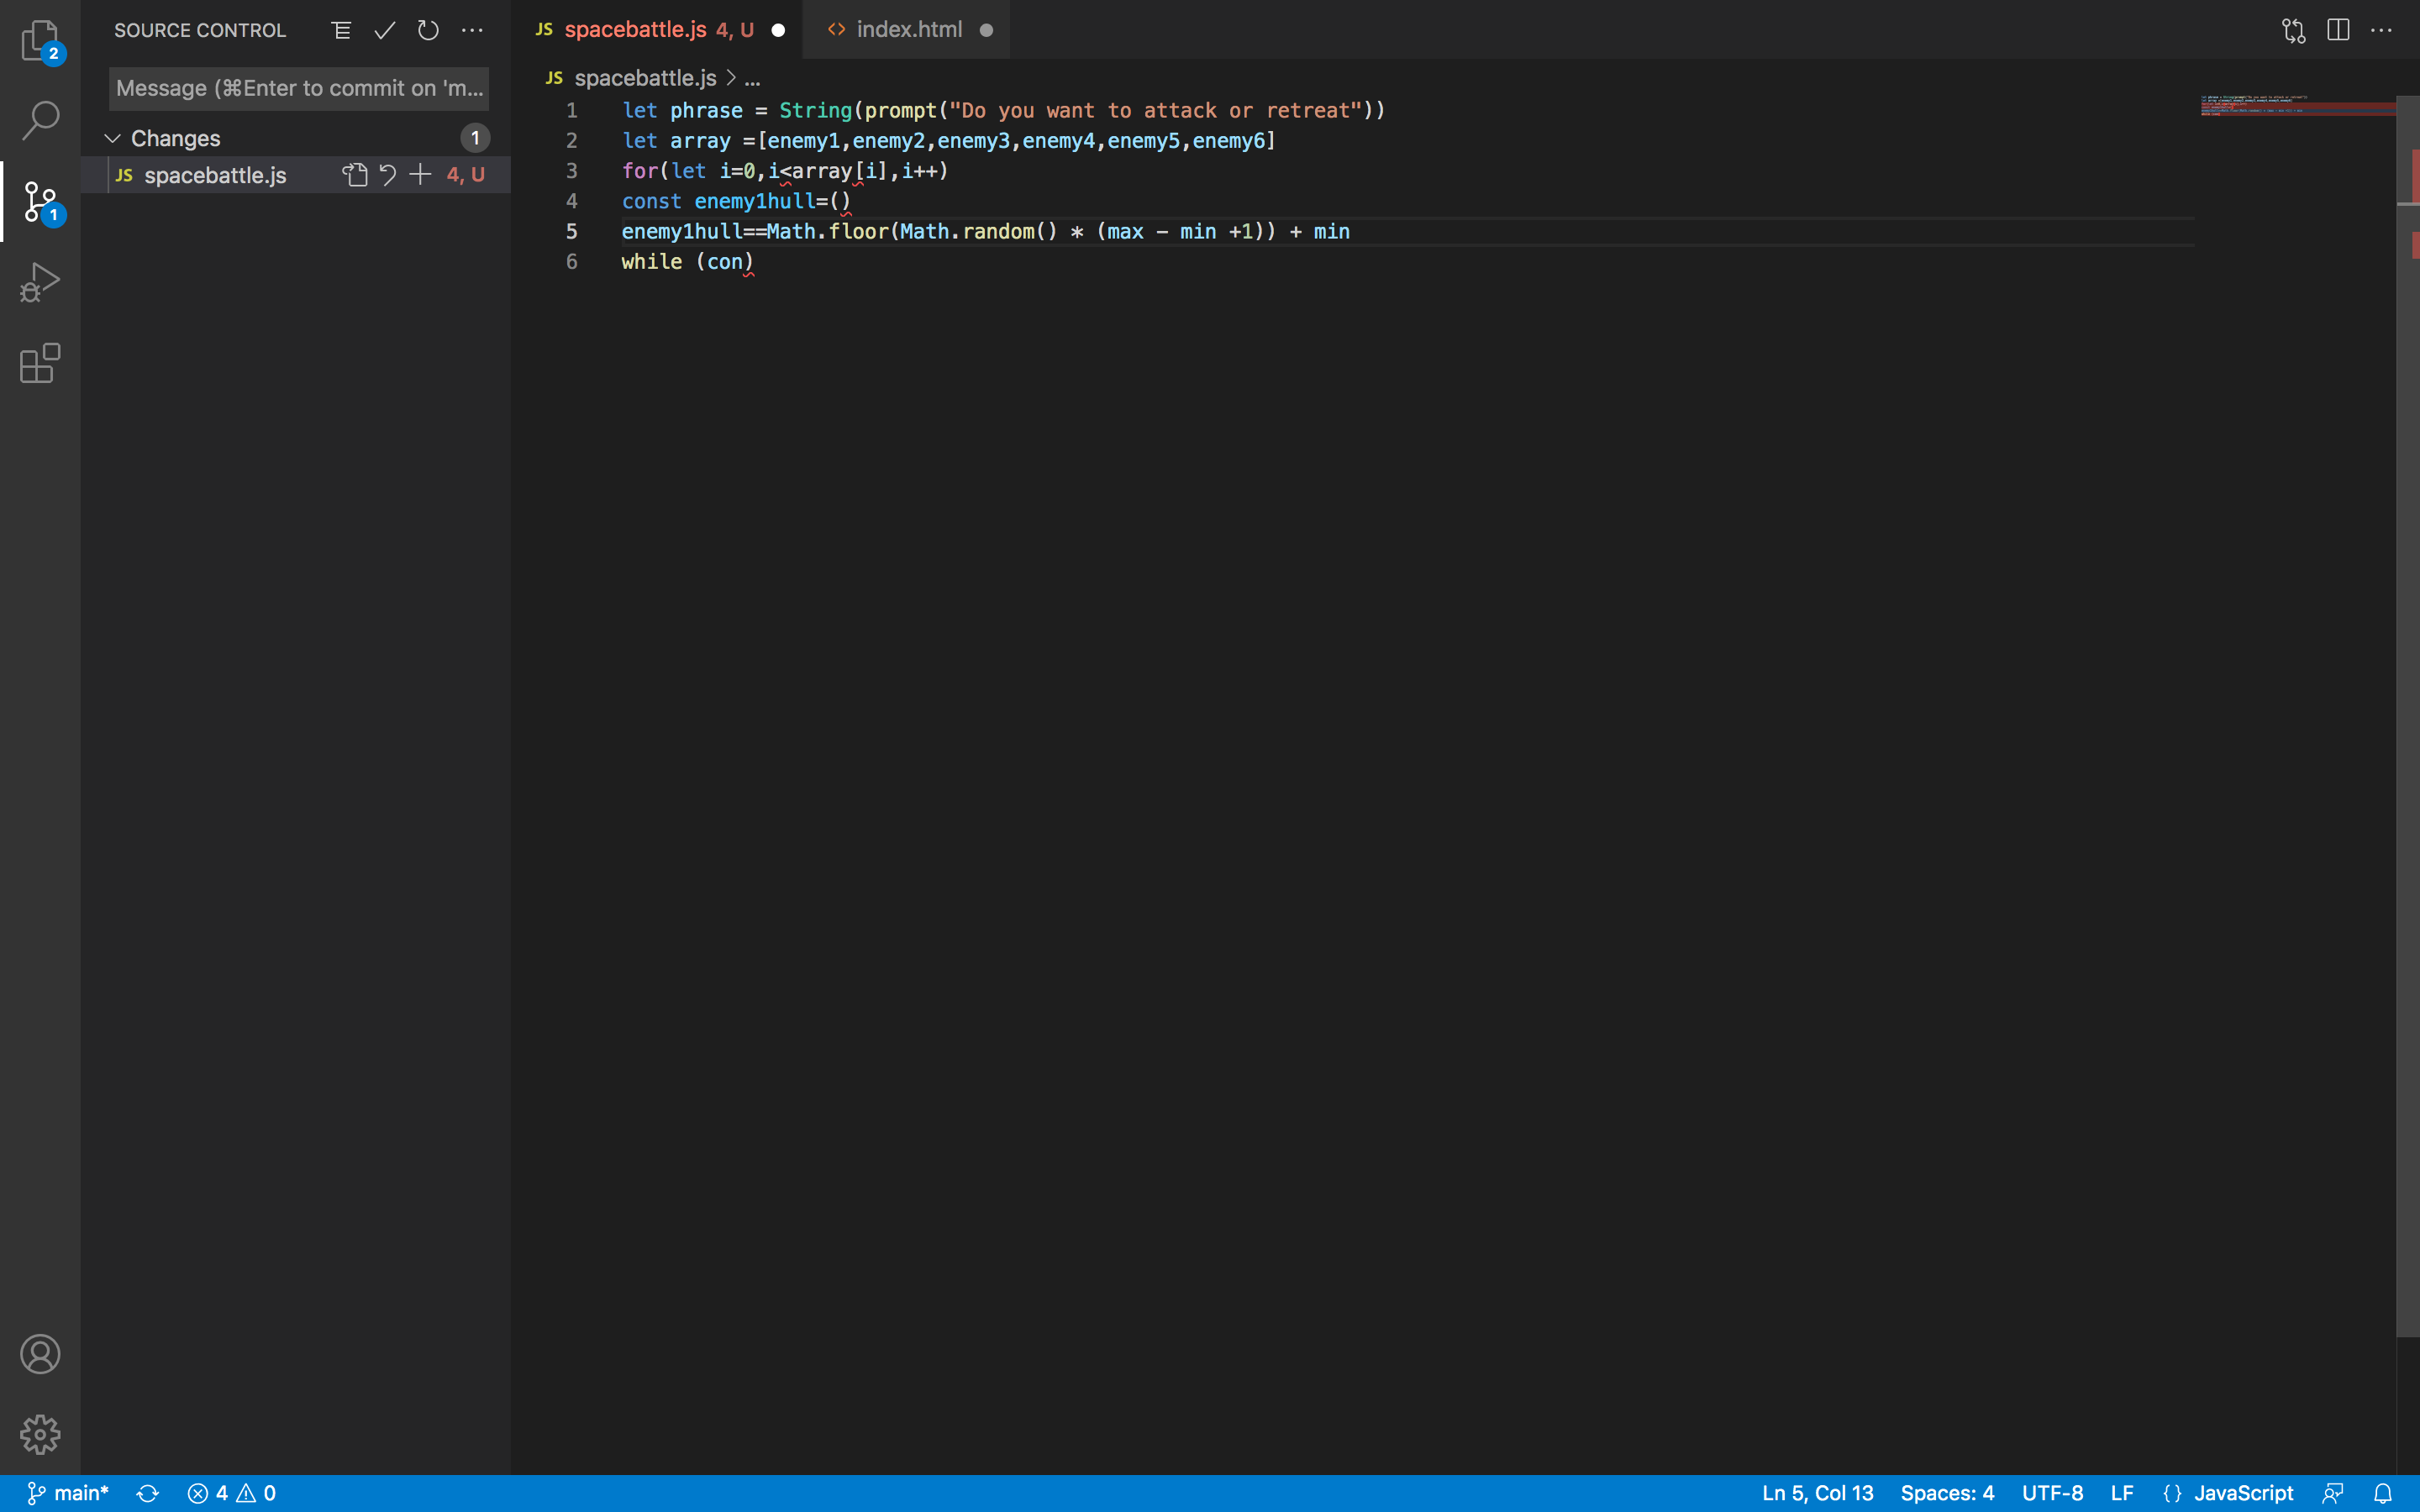 2
1
SOURCE CONTROL
Message (⌘Enter to commit on 'm...
Changes 1
JS spacebattle.js 4, U
JS spacebattle.js 4, U
<> index.html
JS spacebattle.js > ...
1 let phrase = String(prompt("Do you want to attack or retreat"))
2 let array =[enemy1,enemy2,enemy3,enemy4,enemy5,enemy6]
3 for(let i=0,i<array[i],i++)
4 const enemy1hull=()
5 enemy1hull==Math.floor(Math.random() * (max - min +1)) + min
6 while (con)
main* 4 0
Ln 5, Col 13 Spaces: 4 UTF-8 LF {} JavaScript